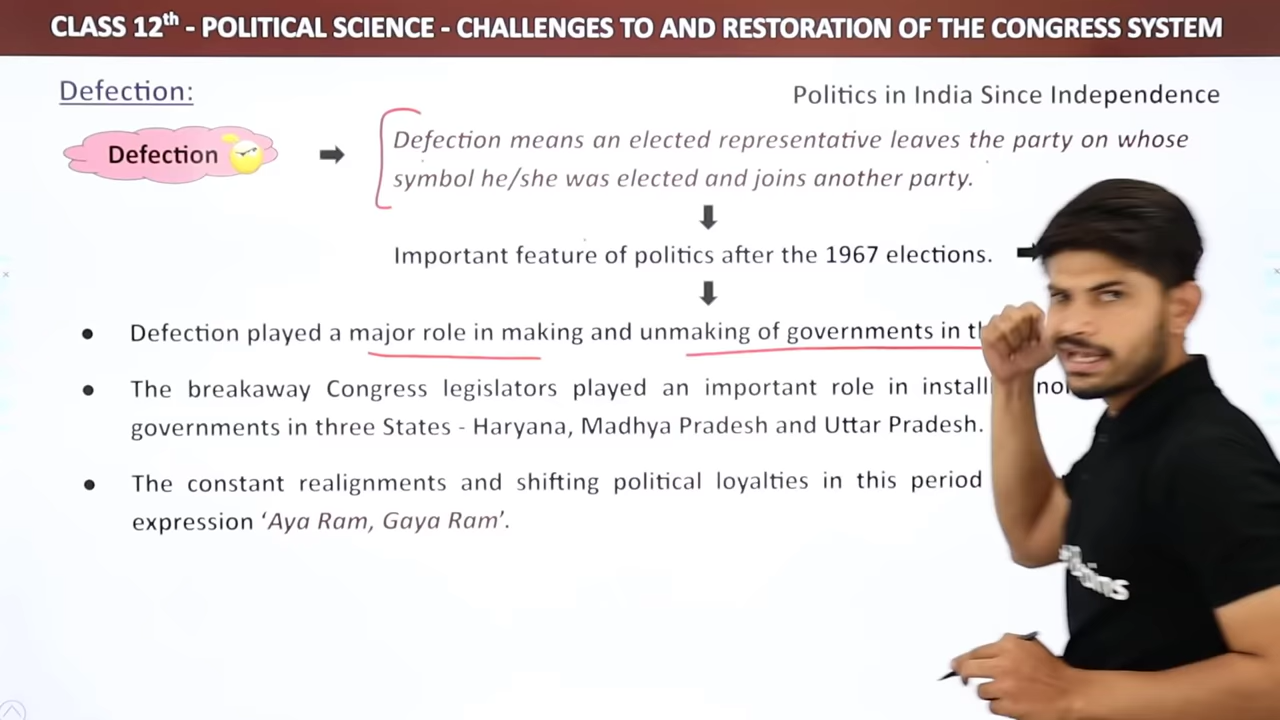 CLASS 12th - POLITICAL SCIENCE - CHALLENGES TO AND RESTORATION OF THE CONGRESS SYSTEM
Defection:
Politics in India Since Independence
Defection
Defection means an elected representative leaves the party on whose
symbol he/she was elected and joins another party.
Important feature of politics after the 1967 elections.
• Defection played a major role in making and unmaking of governments in
• The breakaway Congress legislators played an important role in
governments in three States - Haryana, Madhya Pradesh and Uttar Pradesh.
• The constant realignments and shifting political loyalties in this period
expression ‘Aya Ram, Gaya Ram’.